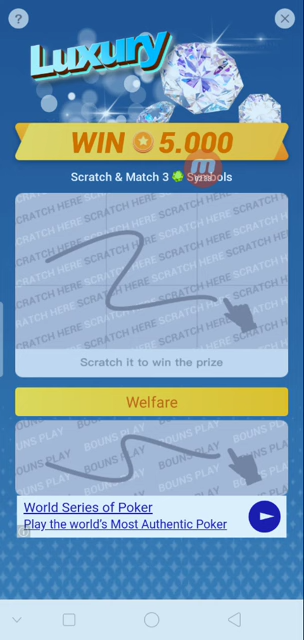 ?
Luxury
WIN 5.000
Scratch & Match 3 Symbols
SCRATCH HERE
Scratch it to win the prize
Welfare
BOUNS PLAY
World Series of Poker
Play the world's Most Authentic Poker